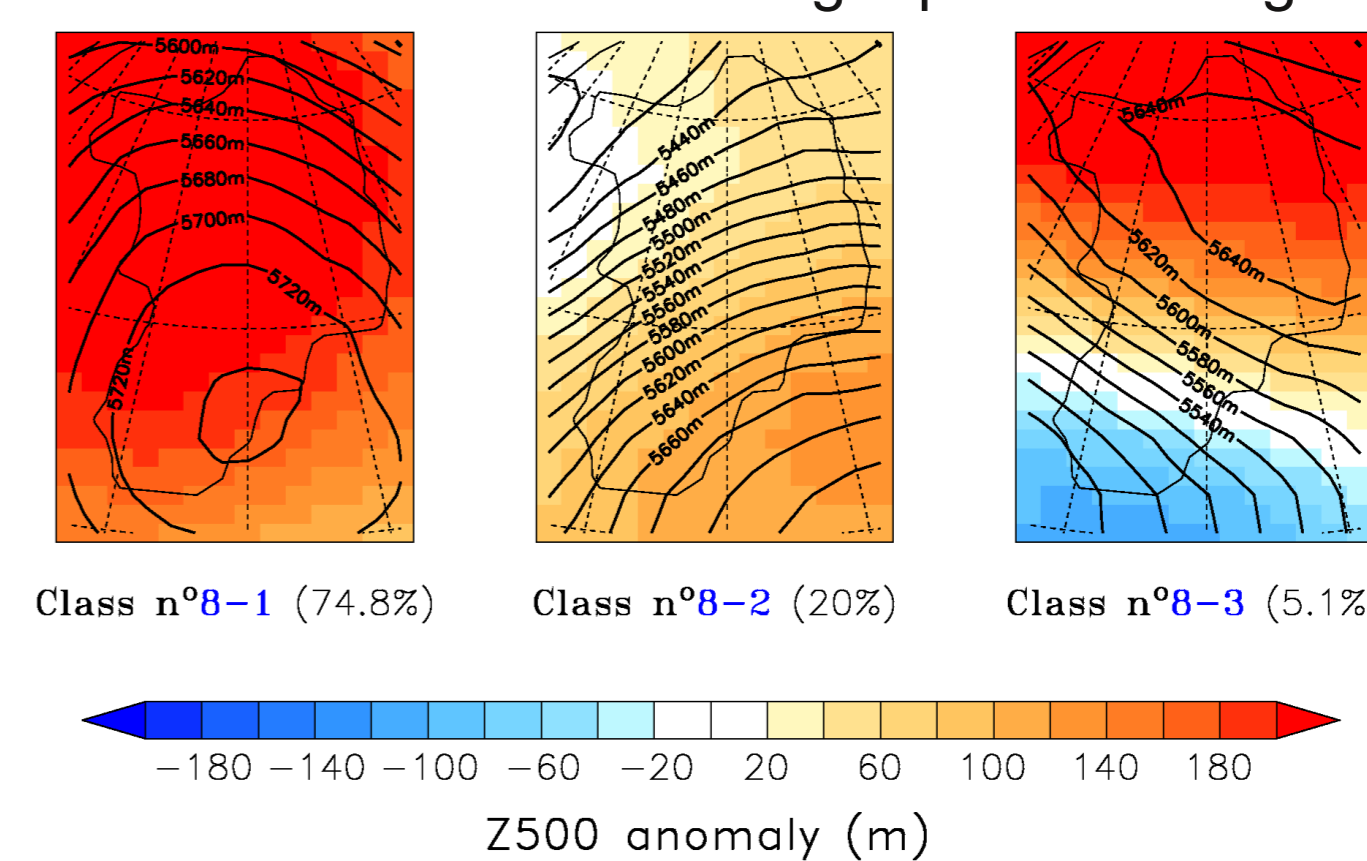 5600m
5620m
5640m
5660m
5680m
5700m
5720m
5720m
5440m
5460m
5480m
5500m
5520m
5540m
5560m
5580m
5600m
5620m
5640m
5660m
5640m
5620m
5640m
5600m
5580m
5560m
5540m
Class nº8−1 (74.8%) Class nº8−2 (20%) Class nº8−3 (5.1%
−180 −140 −100 −60 −20 20 60 100 140 180
Z500 anomaly (m)